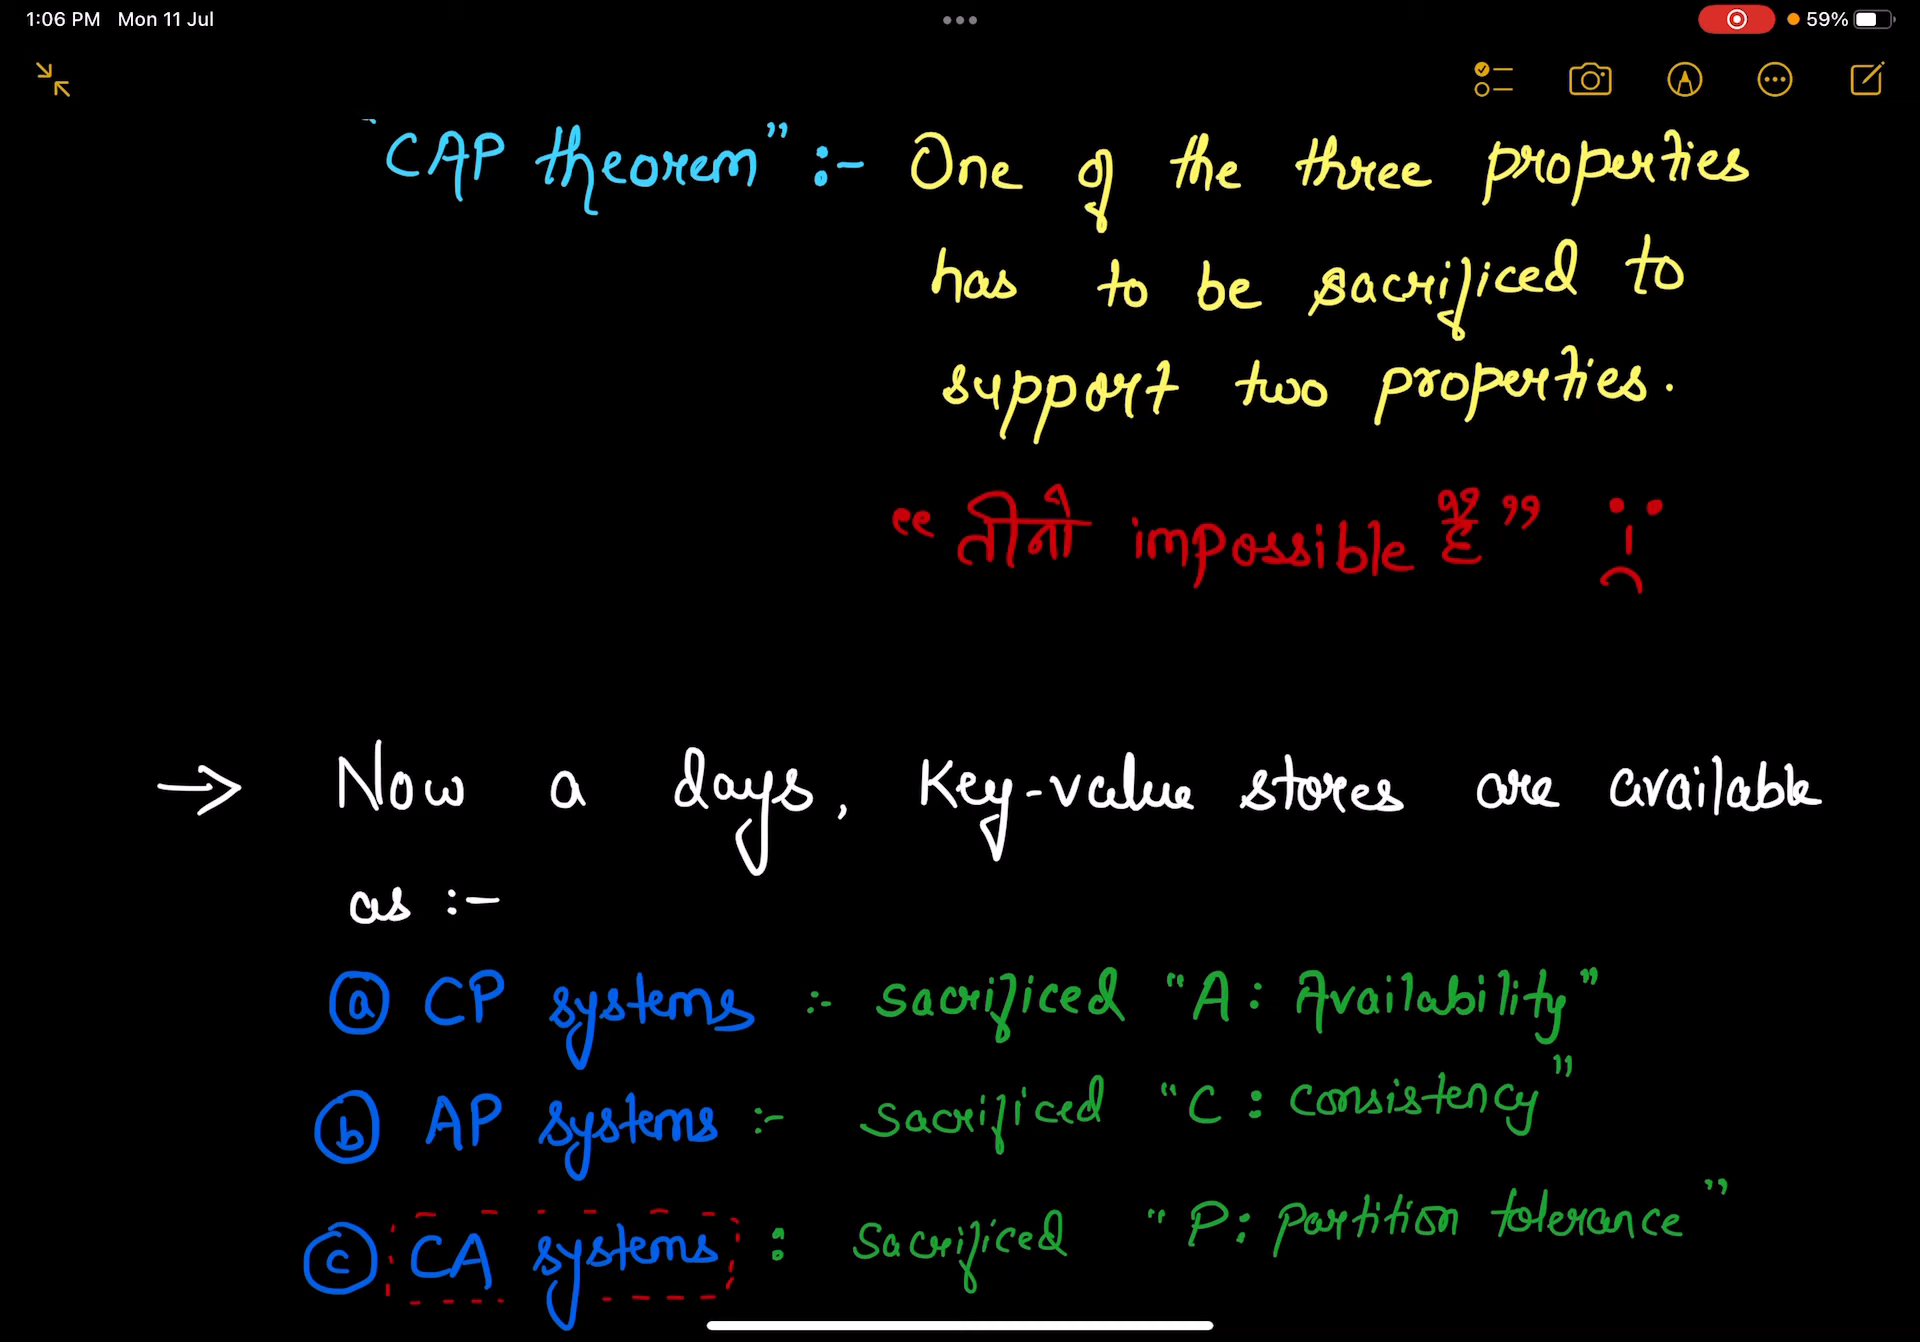 1:06 PM Mon 11 Jul
59%
"CAP theorem" :- One of the three properties
has to be sacrificed to
support two properties.
"तीनो impossible हैं"
→ Now a days, Key-value stores are available
as :-
a CP systems :- sacrificed "A: Availability"
b AP systems :- sacrificed "C : consistency"
c CA systems : sacrificed "P: partition tolerance"